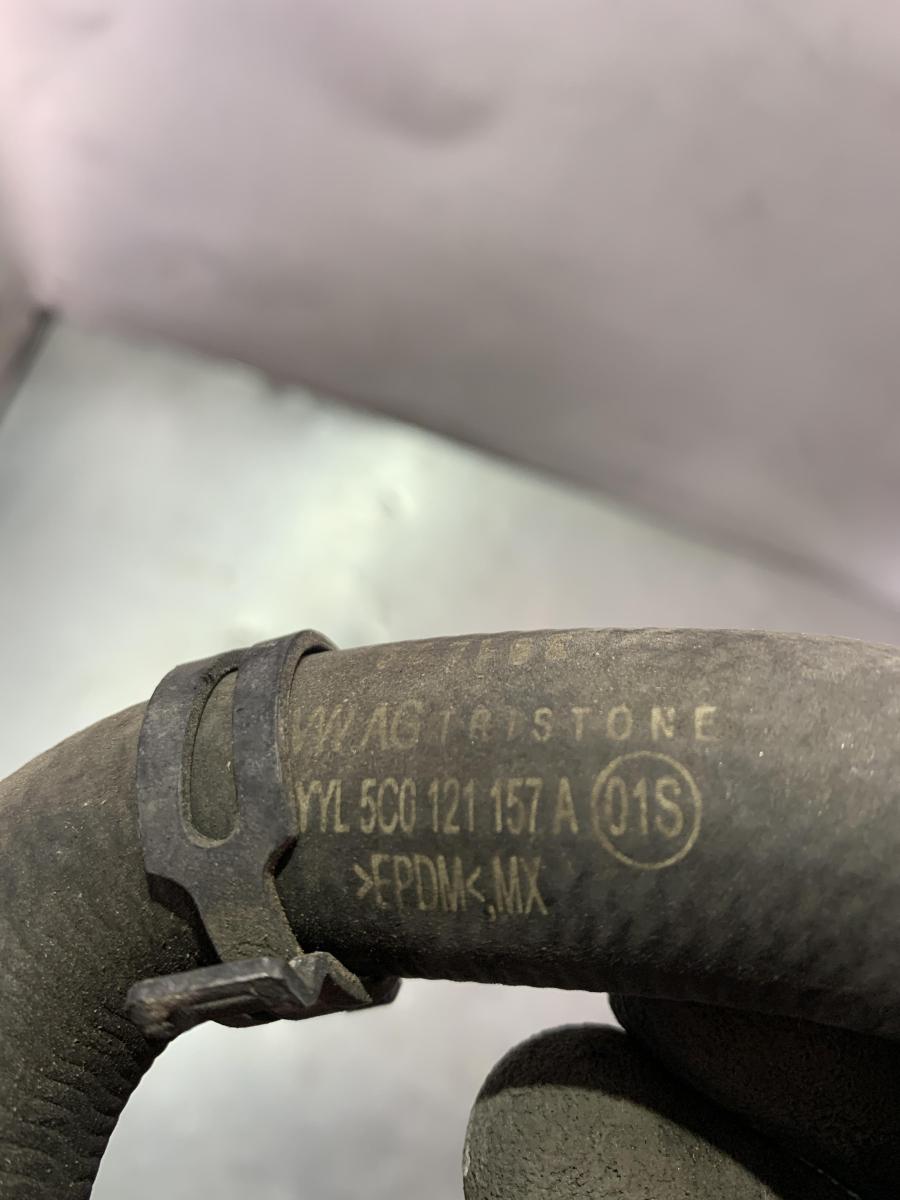 VW AG TRISTONE
YYL 5C0 121 157 A 01S
>EPDM<,MX